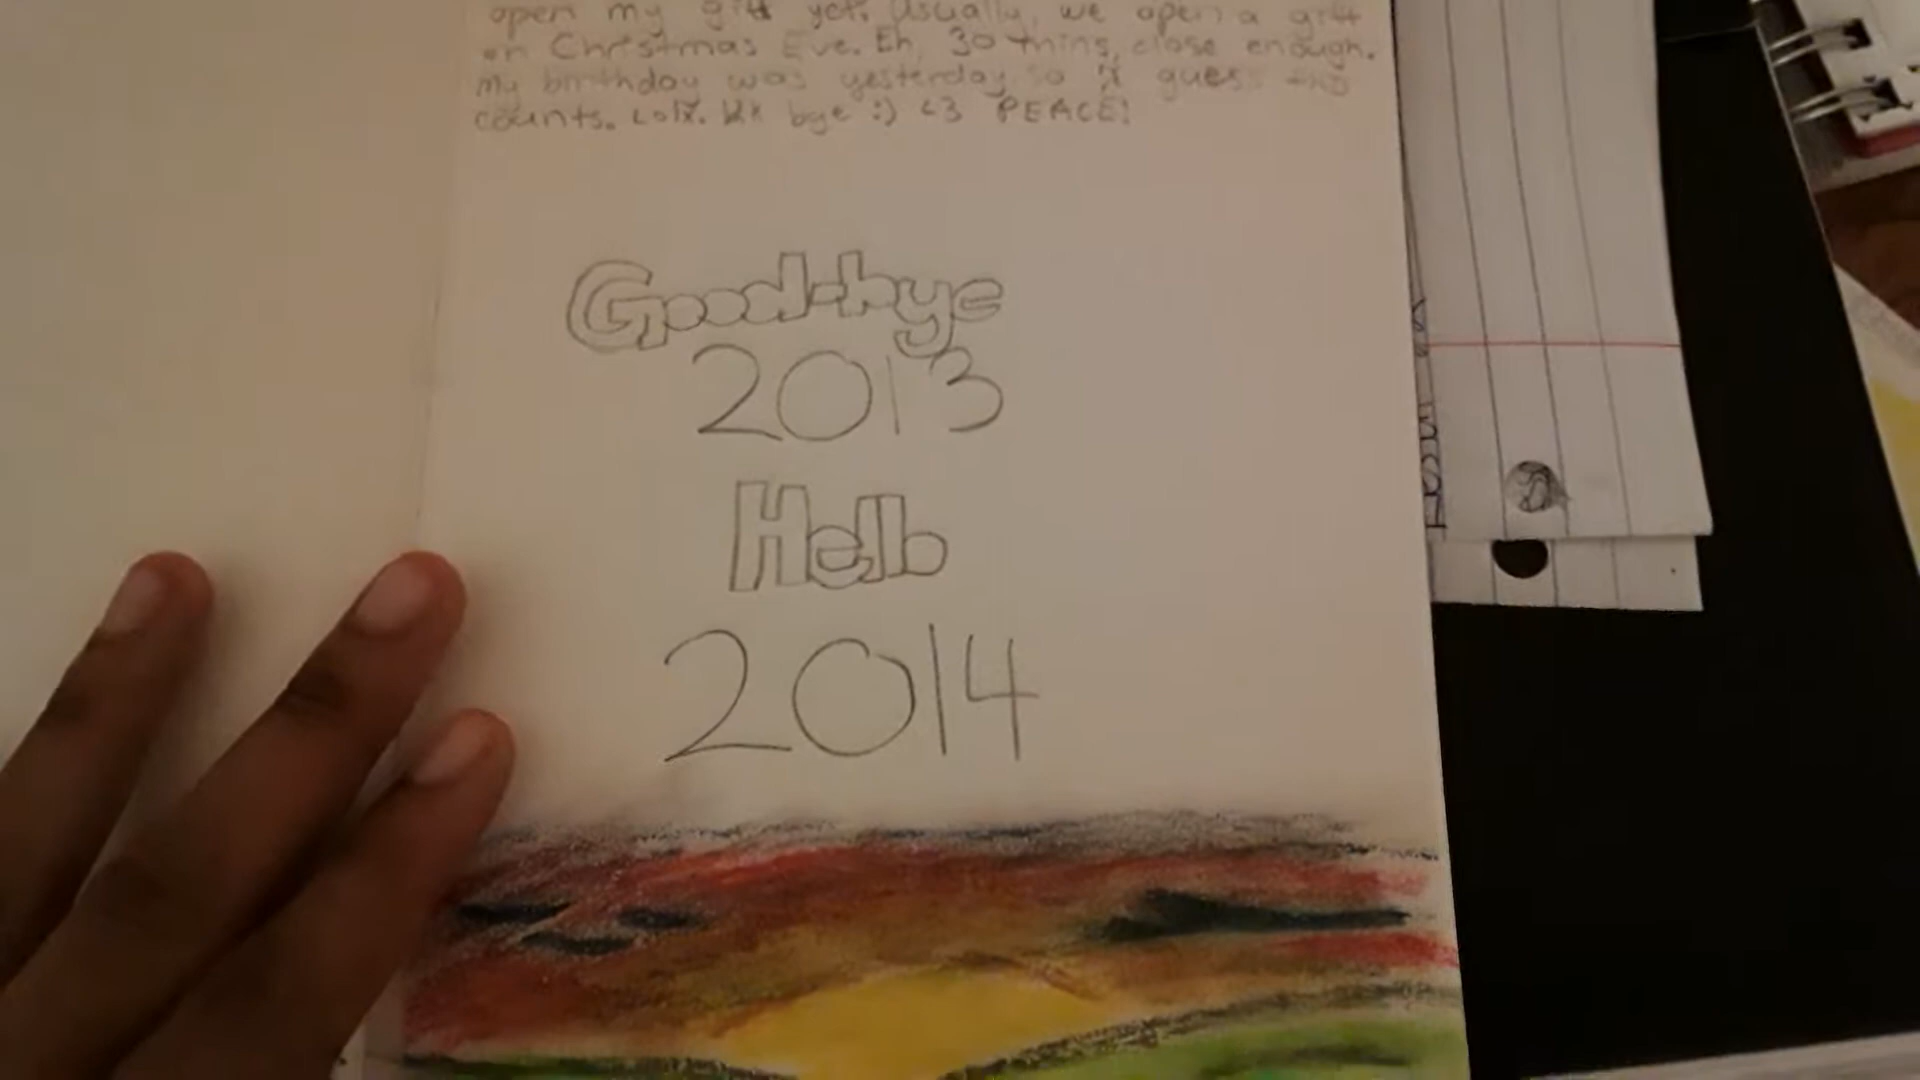 open my gift yet. Usually, we open a gift
on Christmas Eve. Eh, 30 mins, close enough.
my birthday was yesterday so I guess
counts. Lolz. Kk bye :) <3 PEACE!
Good-bye
2013
Hello
2014